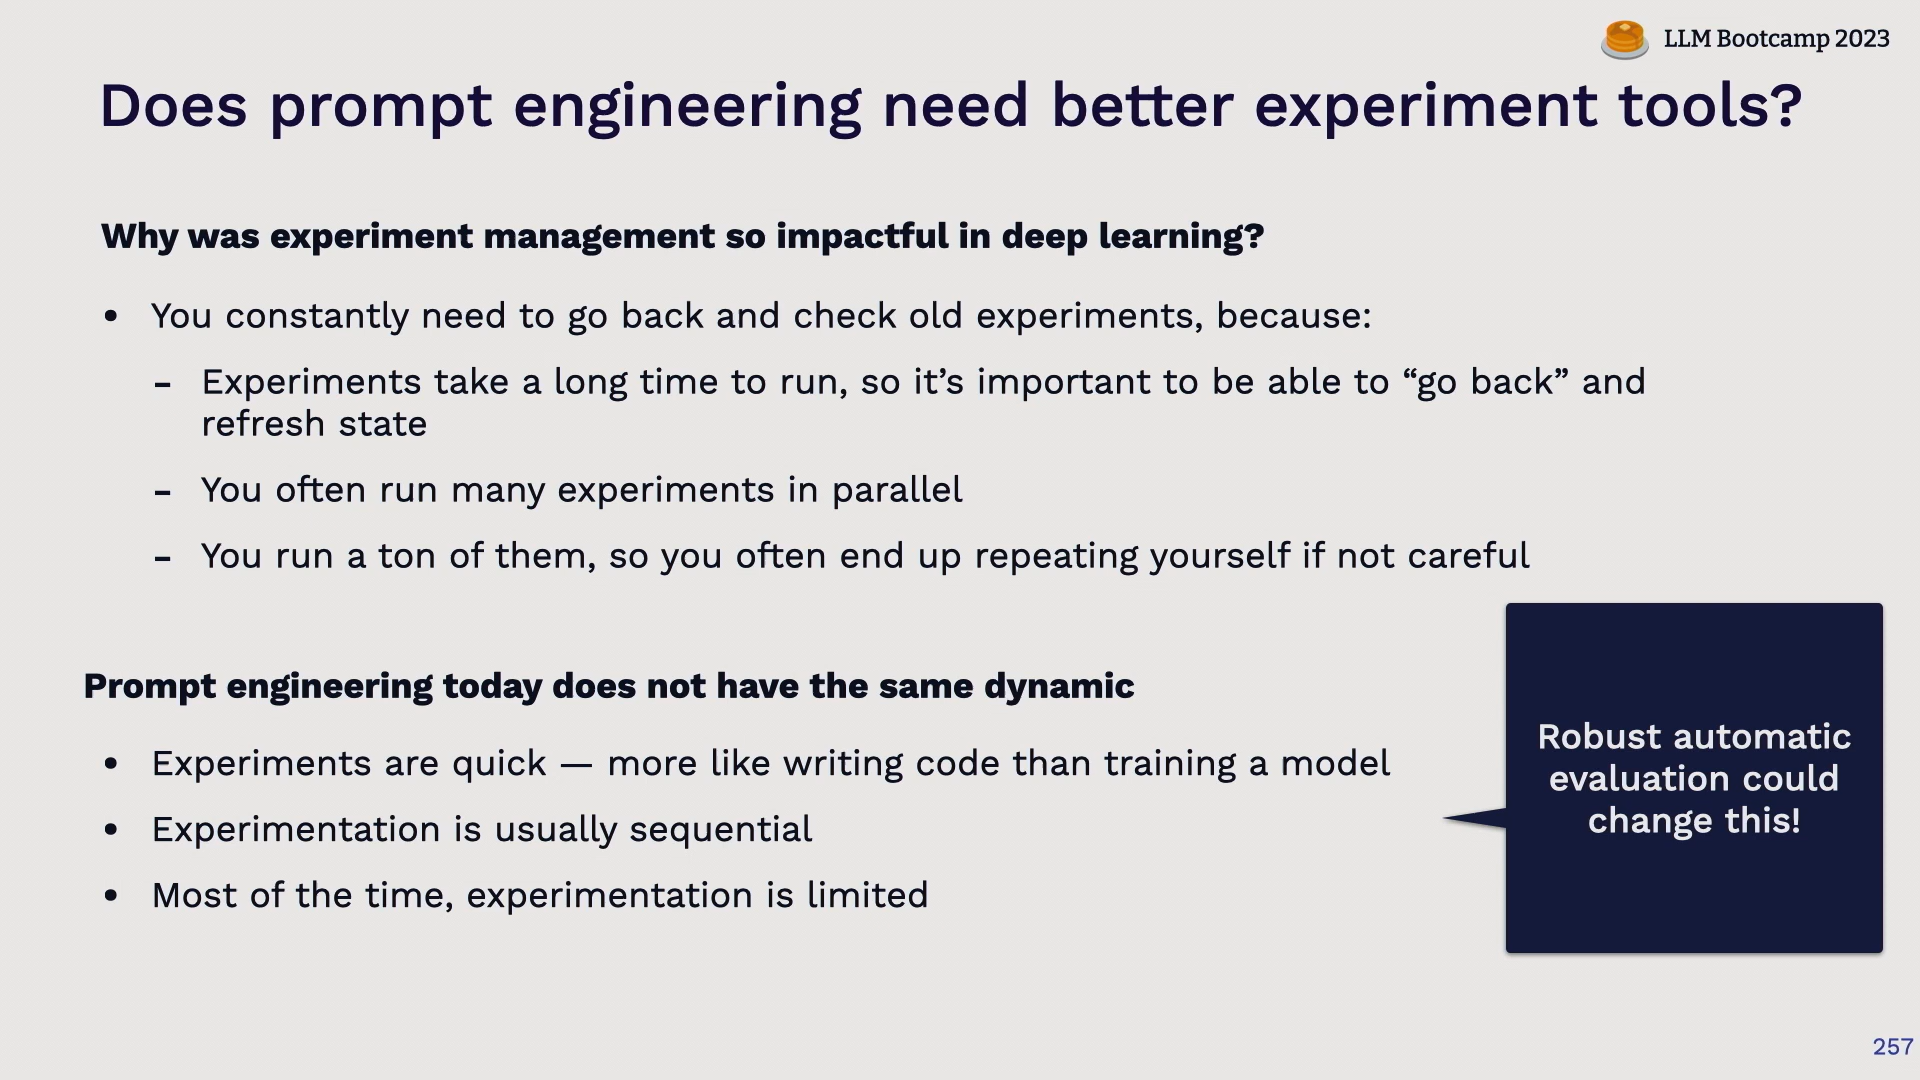 LLM Bootcamp 2023
Does prompt engineering need better experiment tools?
Why was experiment management so impactful in deep learning?
• You constantly need to go back and check old experiments, because:
- Experiments take a long time to run, so it’s important to be able to “go back” and
refresh state
- You often run many experiments in parallel
- You run a ton of them, so you often end up repeating yourself if not careful
Prompt engineering today does not have the same dynamic
• Experiments are quick — more like writing code than training a model
• Experimentation is usually sequential
• Most of the time, experimentation is limited
Robust automatic
evaluation could
change this!
257